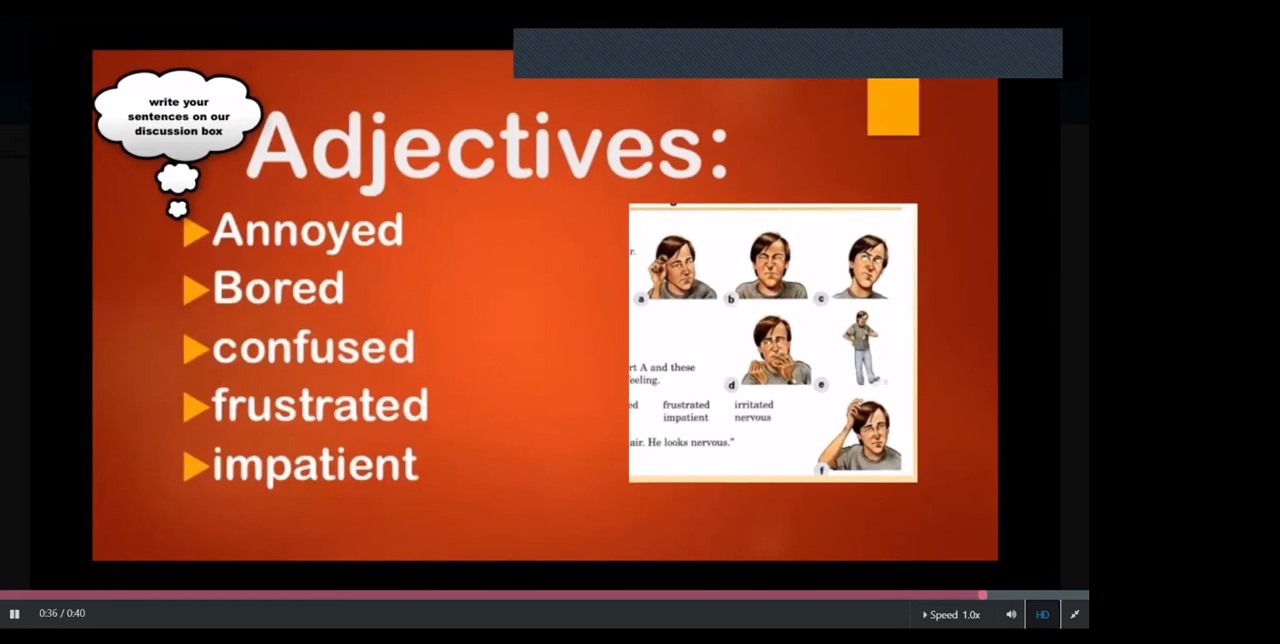 write your
sentences on our
discussion box
Adjectives:
Annoyed
Bored
confused
frustrated
impatient
r.
a
b
c
rt A and these
eeling.
d
e
ed frustrated irritated
impatient nervous
air. He looks nervous."
f
0:36 / 0:40
Speed 1.0x
HD